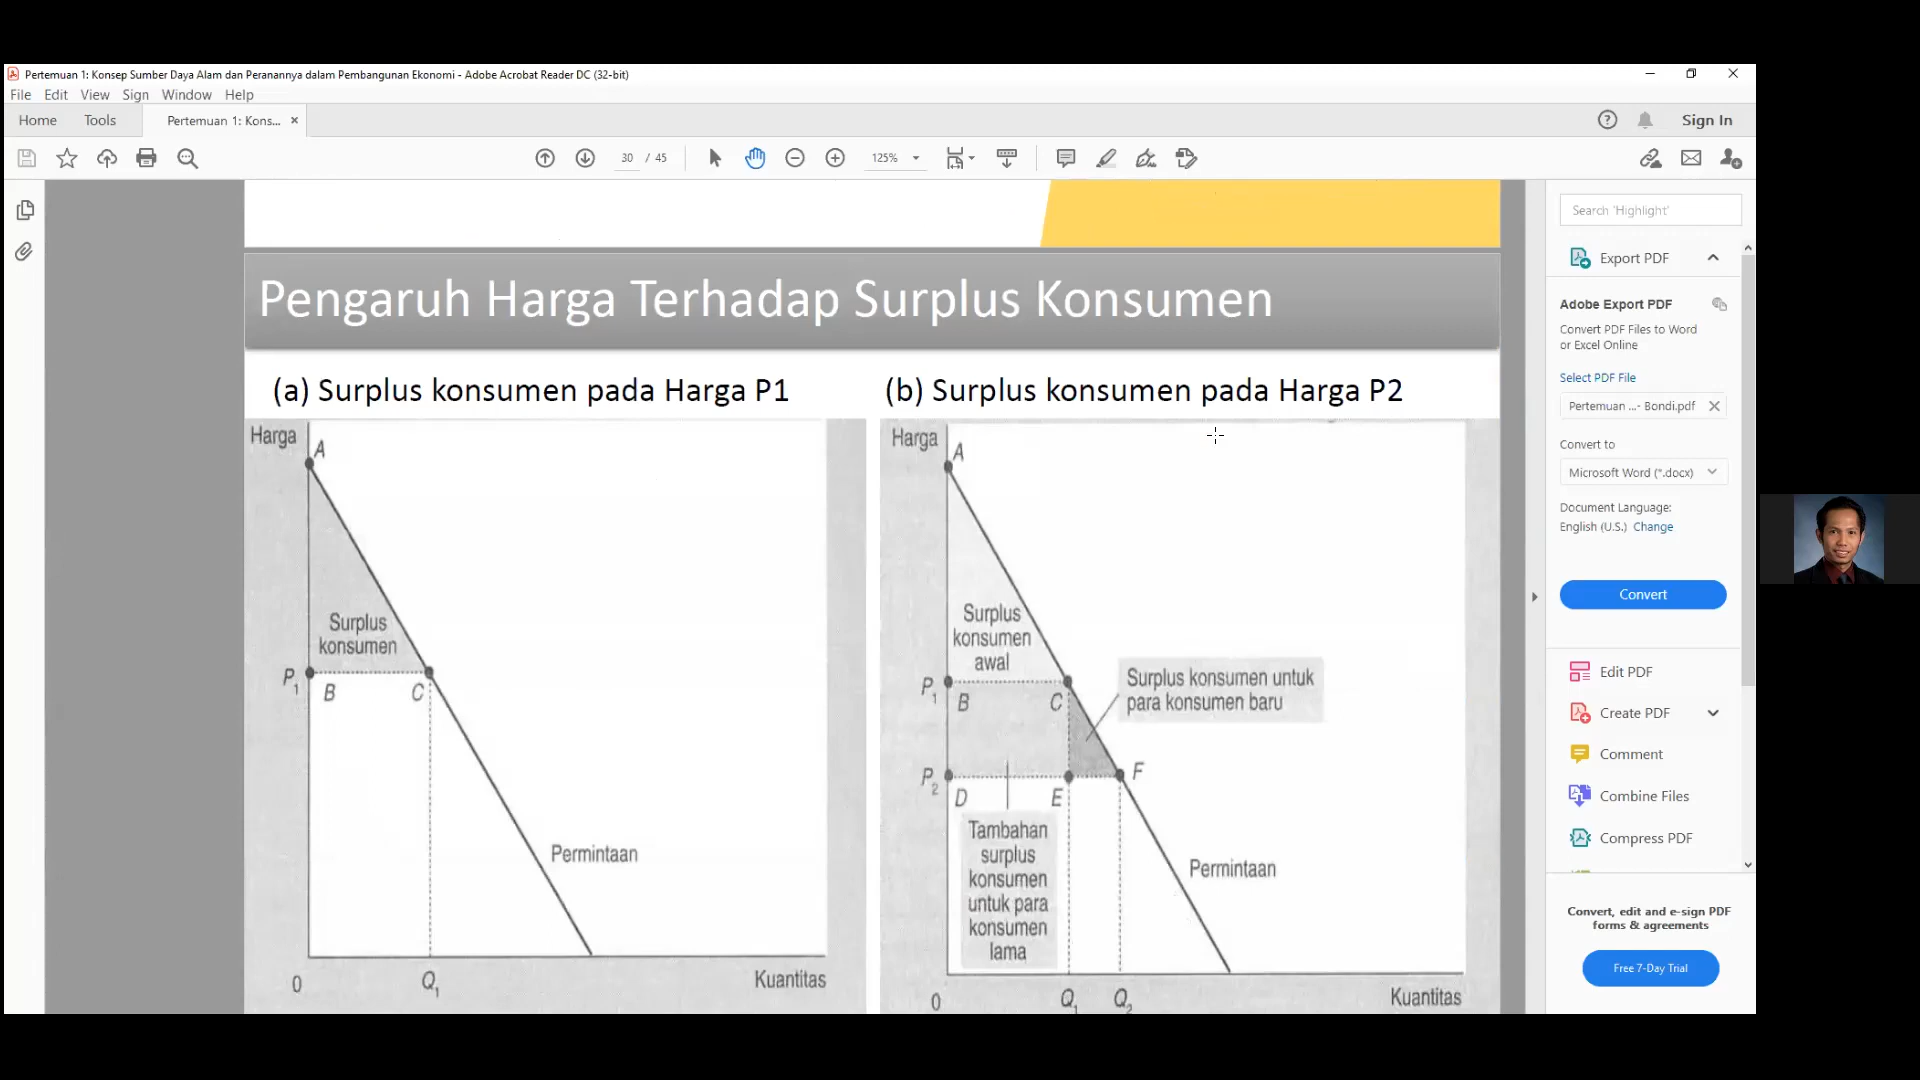 Pertemuan 1: Konsep Sumber Daya Alam dan Peranannya dalam Pembangunan Ekonomi - Adobe Acrobat Reader DC (32-bit)
File Edit View Sign Window Help
Home Tools Pertemuan 1: Kons... × Sign In
30 / 45 125%
Search 'Highlight'
Export PDF
Adobe Export PDF
Convert PDF Files to Word
or Excel Online
Select PDF File
Pertemuan ...- Bondi.pdf
Convert to
Microsoft Word (*.docx)
Document Language:
English (U.S.) Change
Convert
Edit PDF
Create PDF
Comment
Combine Files
Compress PDF
Convert, edit and e-sign PDF
forms & agreements
Free 7-Day Trial
Pengaruh Harga Terhadap Surplus Konsumen
(a) Surplus konsumen pada Harga P1
Harga
A
Surplus
konsumen
P1
B C
Permintaan
0 Q1 Kuantitas
(b) Surplus konsumen pada Harga P2
Harga
A
Surplus
konsumen
awal
Surplus konsumen untuk
para konsumen baru
P1
B C
P2
F
D E
Tambahan
surplus
konsumen
untuk para
konsumen
lama
Permintaan
0 Q1 Q2 Kuantitas